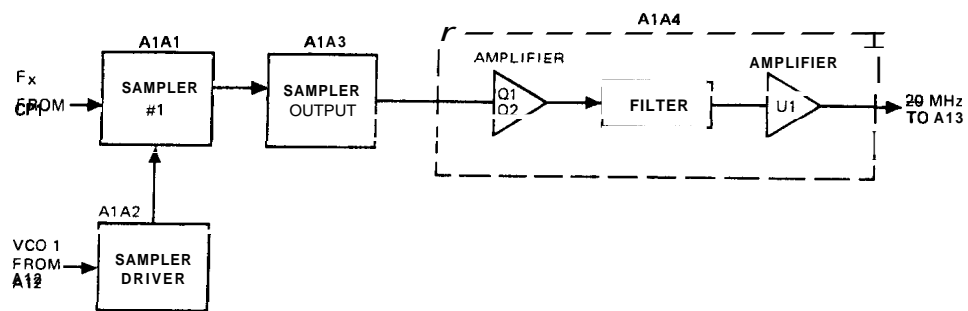 A1A4
A1A1
A1A3
AMPLIFIER
AMPLIFIER
Fx
FROM
SAMPLER
#1
SAMPLER
OUTPUT
Q1
Q2
FILTER
U1
20 MHz
TO A13
A1A2
VCO 1
FROM
A12
SAMPLER
DRIVER